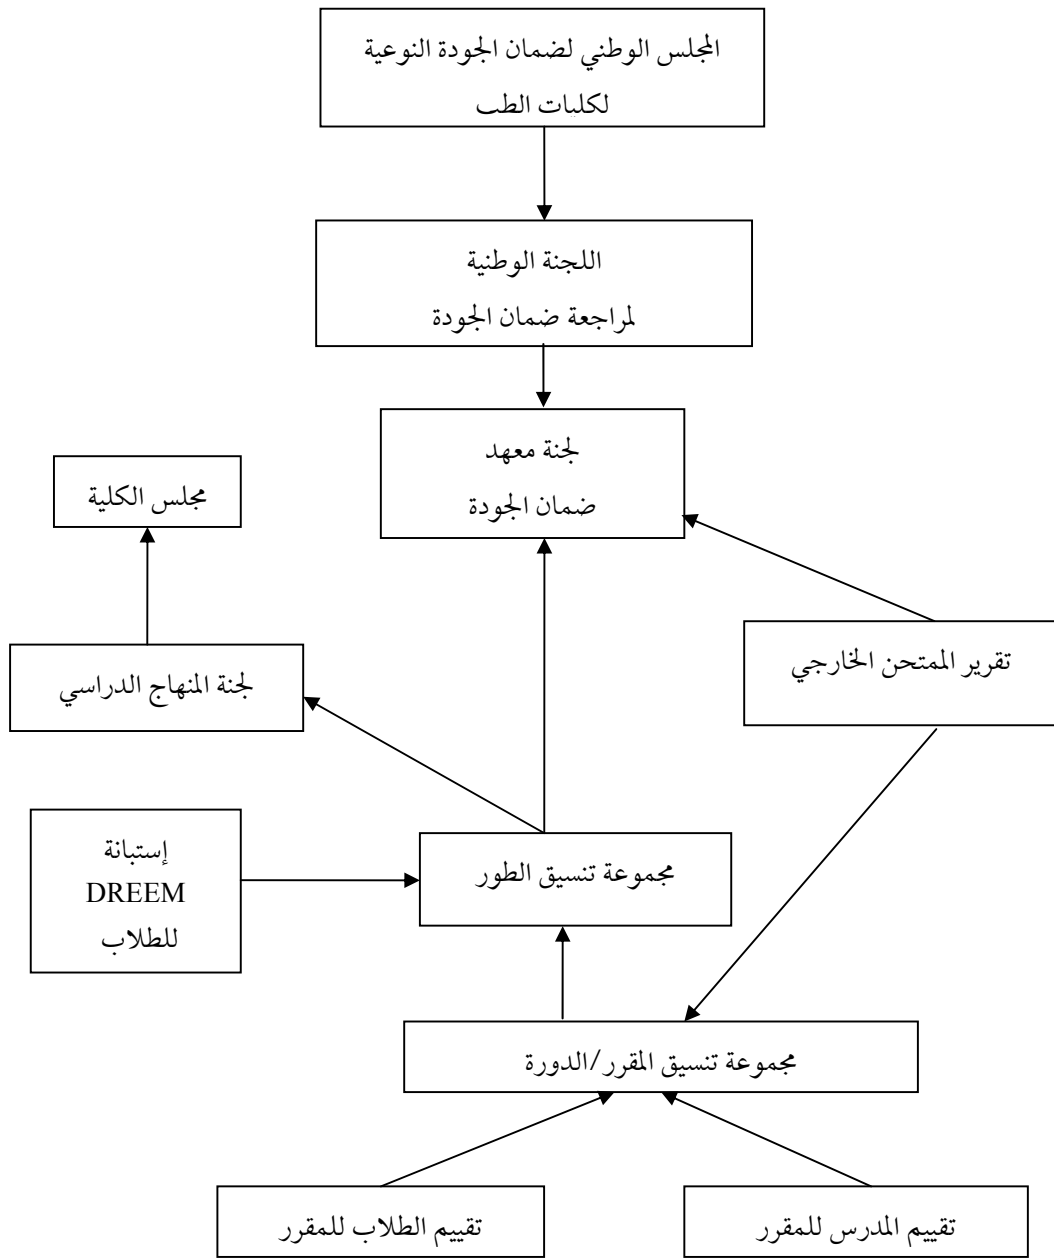 المجلس الوطني لضمان الجودة النوعية
لكليات الطب
اللجنة الوطنية
لمراجعة ضمان الجودة
لجنة معهد
ضمان الجودة
مجلس الكلية
تقرير الممتحن الخارجي
لجنة المنهاج الدراسي
إستبانة
DREEM
للطلاب
مجموعة تنسيق الطور
مجموعة تنسيق المقرر/الدورة
تقييم المدرس للمقرر
تقييم الطلاب للمقرر